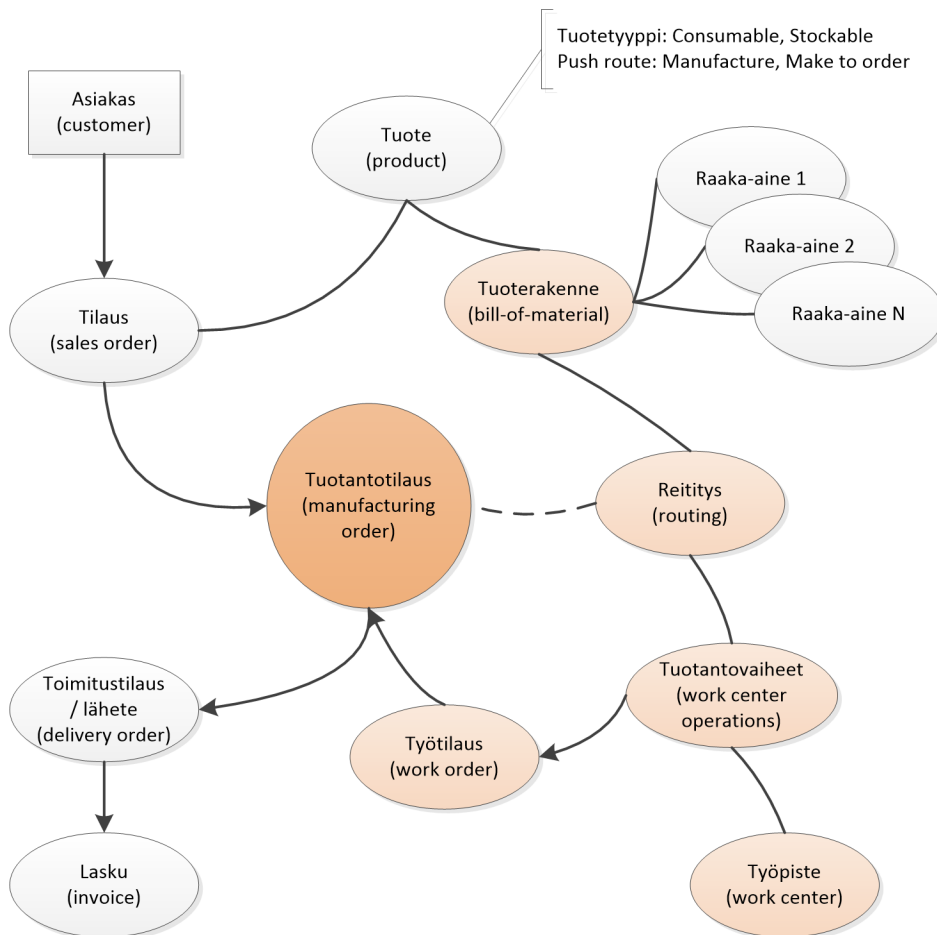 Tuotetyyppi: Consumable, Stockable
Push route: Manufacture, Make to order
Asiakas
(customer)
Tuote
(product)
Raaka-aine 1
Raaka-aine 2
Raaka-aine N
Tuoterakenne
(bill-of-material)
Tilaus
(sales order)
Tuotantotilaus
(manufacturing
order)
Reititys
(routing)
Toimitustilaus
/ lähete
(delivery order)
Tuotantovaiheet
(work center
operations)
Työtilaus
(work order)
Lasku
(invoice)
Työpiste
(work center)